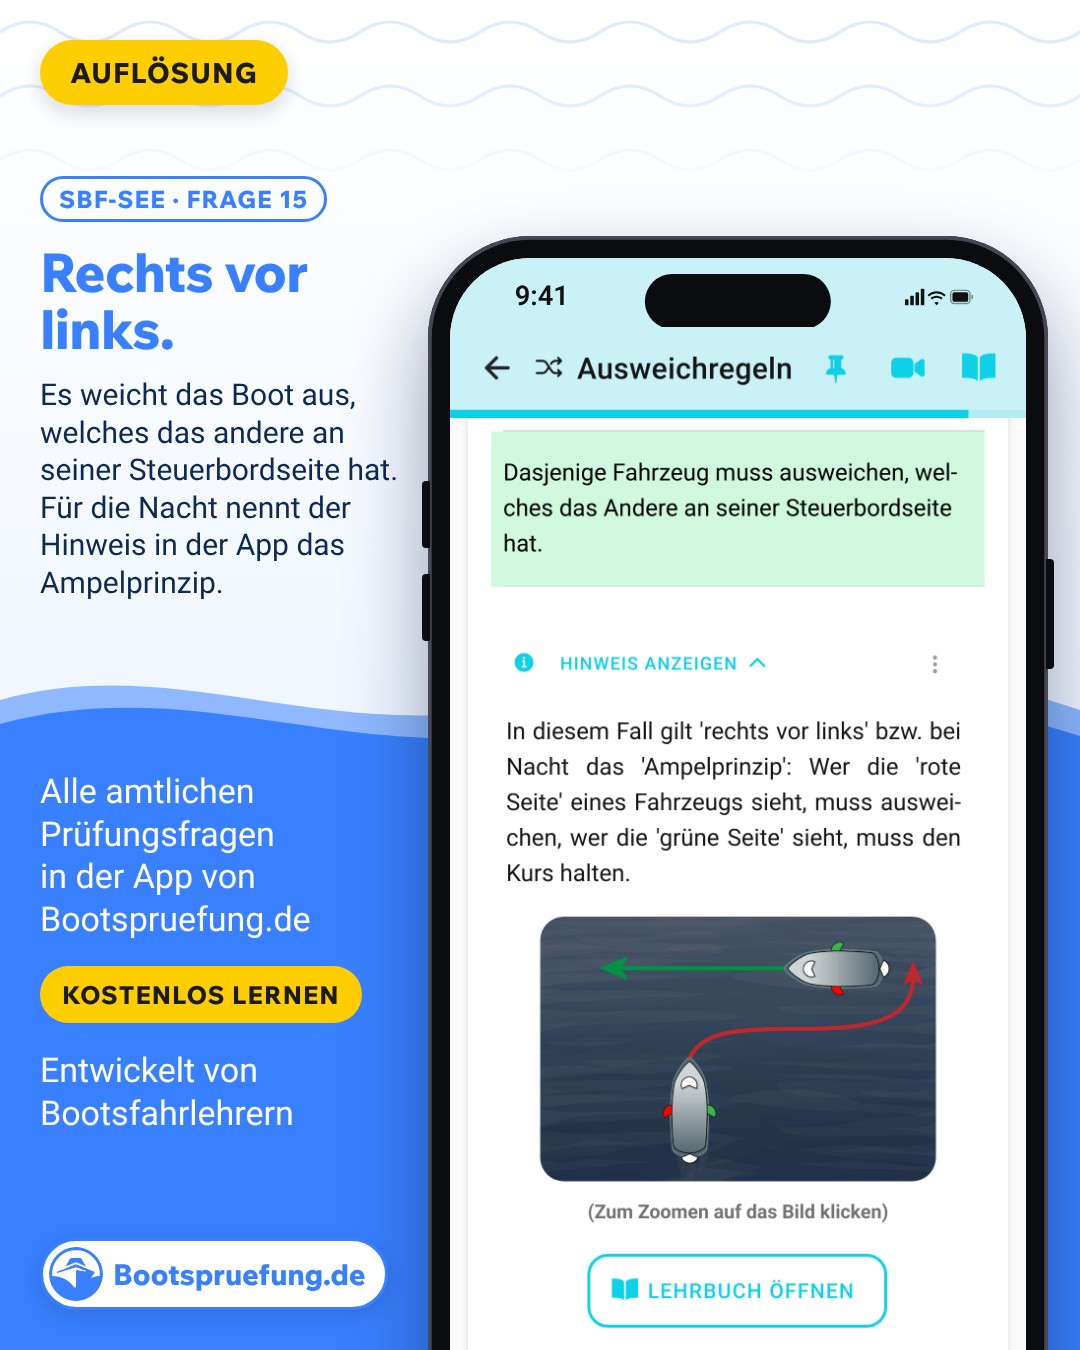 AUFLÖSUNG
SBF-SEE · FRAGE 15
Rechts vor
links.
Es weicht das Boot aus,
welches das andere an
seiner Steuerbordseite hat.
Für die Nacht nennt der
Hinweis in der App das
Ampelprinzip.
Alle amtlichen
Prüfungsfragen
in der App von
Bootspruefung.de
KOSTENLOS LERNEN
Entwickelt von
Bootsfahrlehrern
Bootspruefung.de
9:41
Ausweichregeln
Dasjenige Fahrzeug muss ausweichen, wel-
ches das Andere an seiner Steuerbordseite
hat.
HINWEIS ANZEIGEN
In diesem Fall gilt 'rechts vor links' bzw. bei
Nacht das 'Ampelprinzip': Wer die 'rote
Seite' eines Fahrzeugs sieht, muss auswei-
chen, wer die 'grüne Seite' sieht, muss den
Kurs halten.
(Zum Zoomen auf das Bild klicken)
LEHRBUCH ÖFFNEN